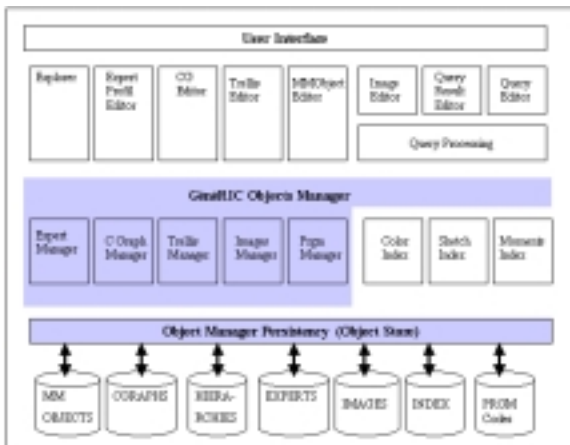 User Interface
Explorer
Expert
Profil
Editor
CG
Editor
Trellis
Editor
MMObject
Editor
Image
Editor
Query
Result
Editor
Query
Editor
Query Processing
Objects Manager
Expert
Manager
C Graph
Manager
Trellis
Manager
Images
Manager
Manager
Color
Index
Sketch
Index
Moments
Index
Object Manager Persistency (Object Store)
MM
OBJECTS
CGRAPHS
HIERA-
RCHIES
EXPERTS
IMAGES
INDEX
PROM
Codes